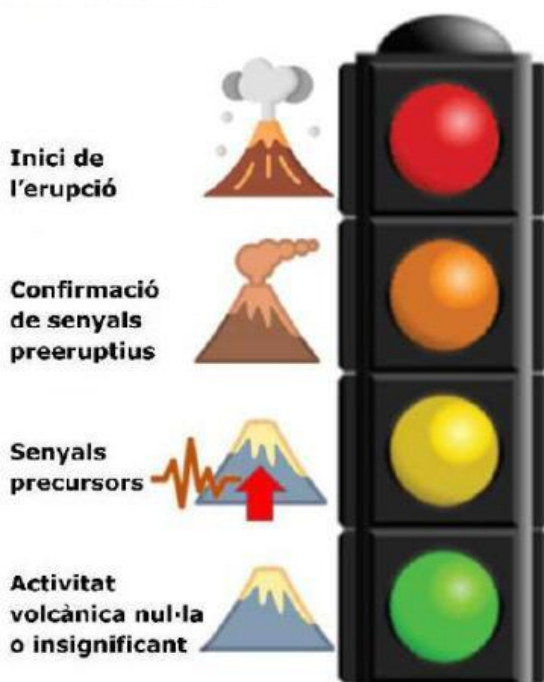 Inici de
l'erupció
Confirmació
de senyals
preeruptius
Senyals
precursors
Activitat
volcànica nul·la
o insignificant